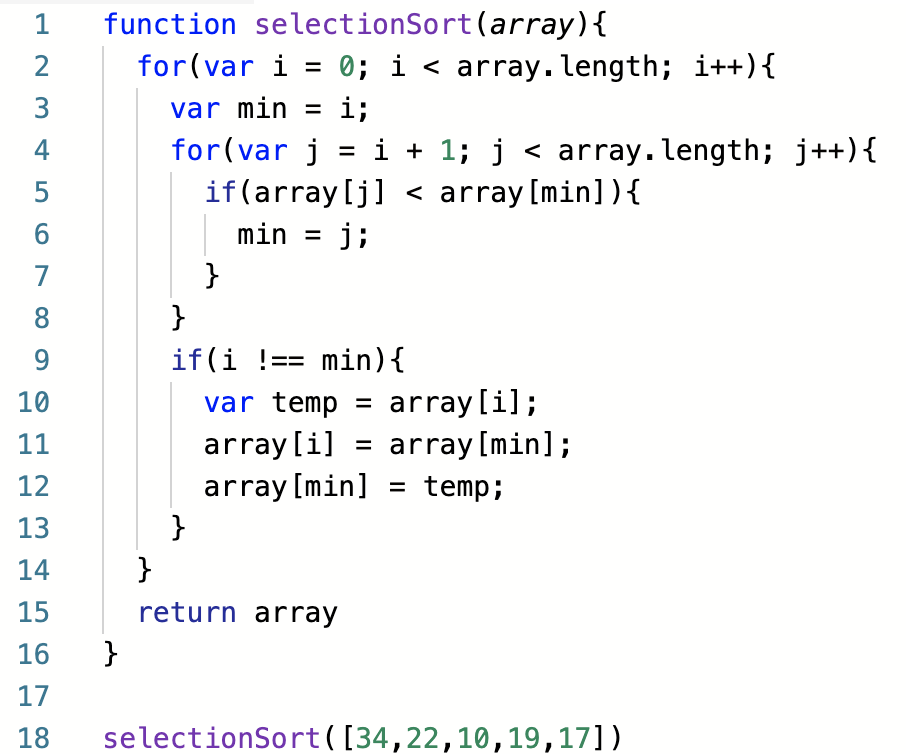 1 function selectionSort(array){
2 for(var i = 0; i < array.length; i++){
3 var min = i;
4 for(var j = i + 1; j < array.length; j++){
5 if(array[j] < array[min]){
6 min = j;
7 }
8 }
9 if(i !== min){
10 var temp = array[i];
11 array[i] = array[min];
12 array[min] = temp;
13 }
14 }
15 return array
16 }
17
18 selectionSort([34,22,10,19,17])